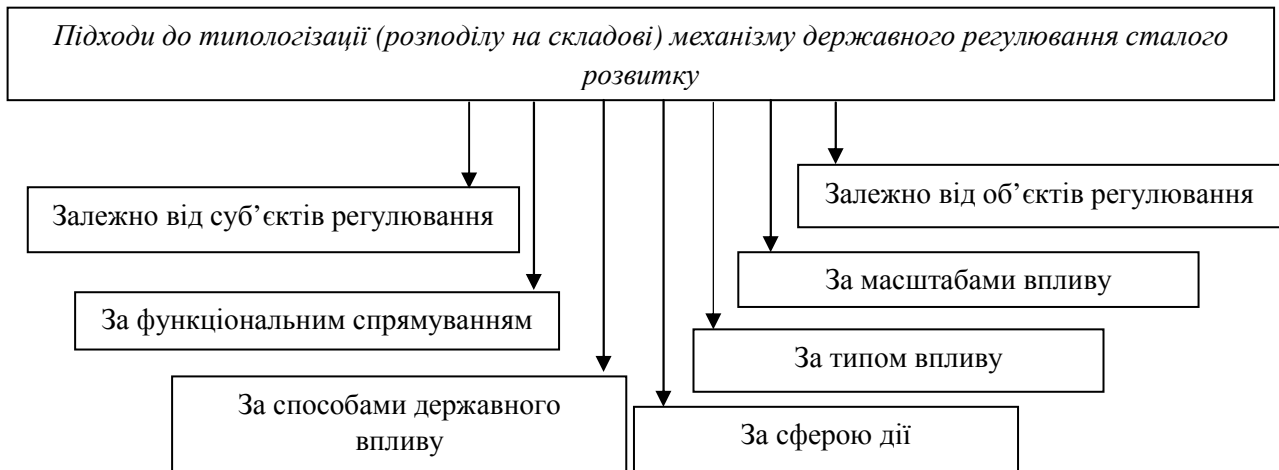 Підходи до типологізації (розподілу на складові) механізму державного регулювання сталого
розвитку
Залежно від суб’єктів регулювання
Залежно від об’єктів регулювання
За масштабами впливу
За функціональним спрямуванням
За типом впливу
За способами державного
впливу
За сферою дії